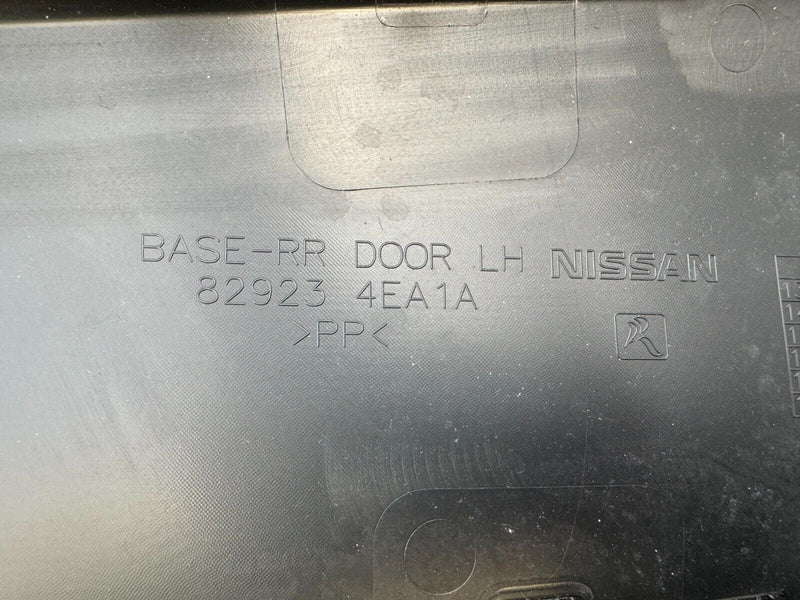 BASE-RR DOOR LH NISSAN
82923 4EA1A
>PP<
R